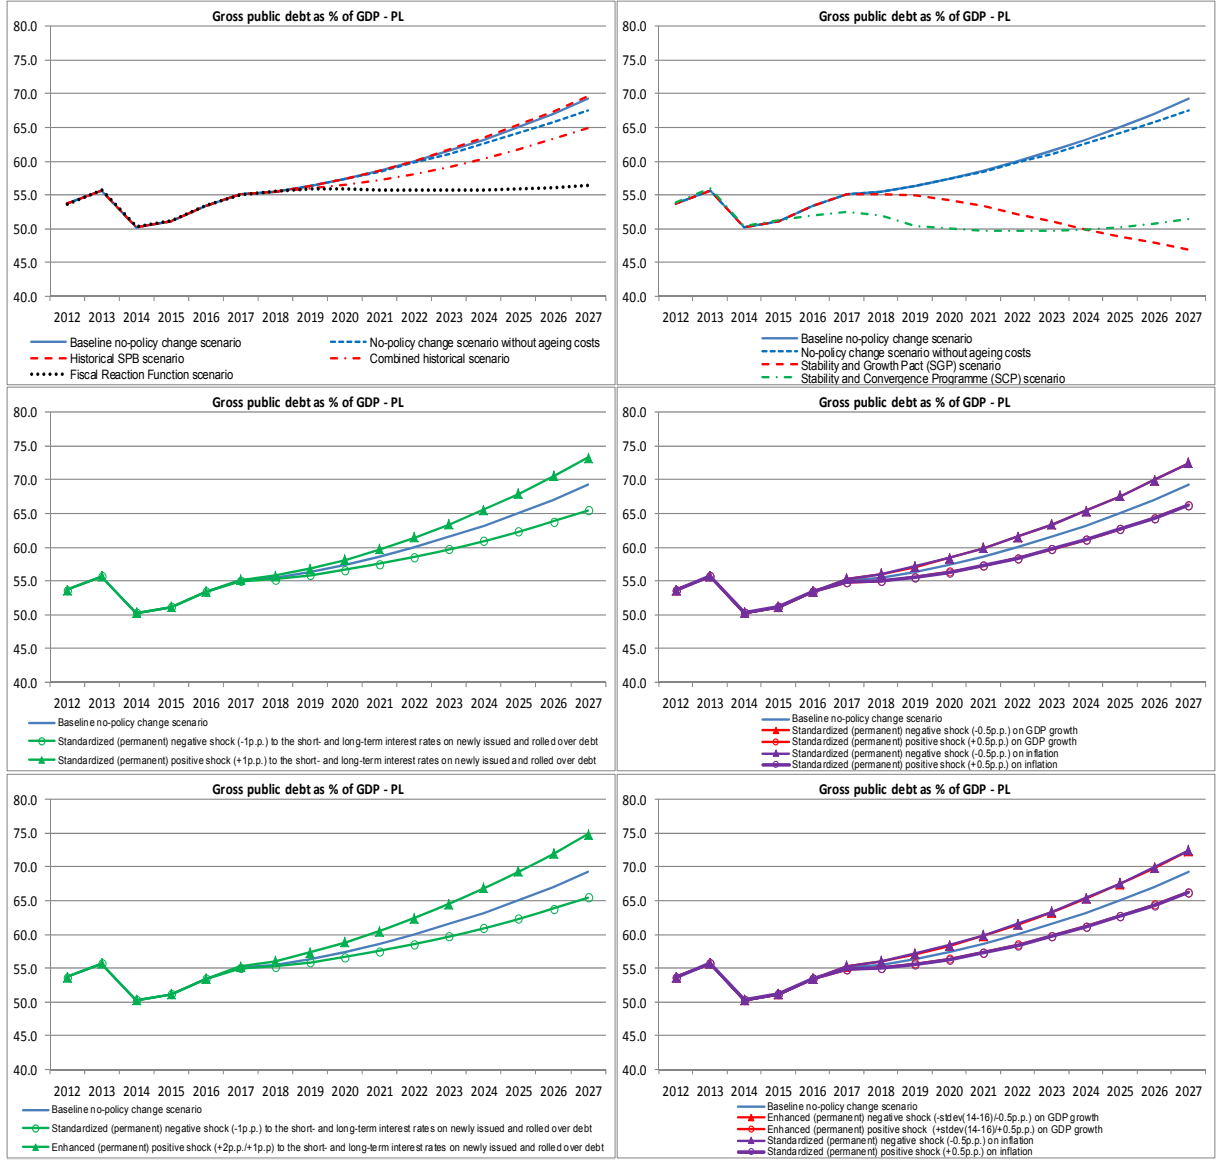 Gross public debt as % of GDP - PL
80.0
75.0
70.0
65.0
60.0
55.0
50.0
45.0
40.0
2012 2013 2014 2015 2016 2017 2018 2019 2020 2021 2022 2023 2024 2025 2026 2027
Baseline no-policy change scenario
No-policy change scenario without ageing costs
Historical SPB scenario
Combined historical scenario
Fiscal Reaction Function scenario
Gross public debt as % of GDP - PL
80.0
75.0
70.0
65.0
60.0
55.0
50.0
45.0
40.0
2012 2013 2014 2015 2016 2017 2018 2019 2020 2021 2022 2023 2024 2025 2026 2027
Baseline no-policy change scenario
No-policy change scenario without ageing costs
Stability and Growth Pact (SGP) scenario
Stability and Convergence Programme (SCP) scenario
Gross public debt as % of GDP - PL
80.0
75.0
70.0
65.0
60.0
55.0
50.0
45.0
40.0
2012 2013 2014 2015 2016 2017 2018 2019 2020 2021 2022 2023 2024 2025 2026 2027
Baseline no-policy change scenario
Standardized (permanent) negative shock (-1p.p.) to the short- and long-term interest rates on newly issued and rolled over debt
Standardized (permanent) positive shock (+1p.p.) to the short- and long-term interest rates on newly issued and rolled over debt
Gross public debt as % of GDP - PL
80.0
75.0
70.0
65.0
60.0
55.0
50.0
45.0
40.0
2012 2013 2014 2015 2016 2017 2018 2019 2020 2021 2022 2023 2024 2025 2026 2027
Baseline no-policy change scenario
Standardized (permanent) negative shock (-0.5p.p.) on GDP growth
Standardized (permanent) positive shock (+0.5p.p.) on GDP growth
Standardized (permanent) negative shock (-0.5p.p.) on inflation
Standardized (permanent) positive shock (+0.5p.p.) on inflation
Gross public debt as % of GDP - PL
80.0
75.0
70.0
65.0
60.0
55.0
50.0
45.0
40.0
2012 2013 2014 2015 2016 2017 2018 2019 2020 2021 2022 2023 2024 2025 2026 2027
Baseline no-policy change scenario
Standardized (permanent) negative shock (-1p.p.) to the short- and long-term interest rates on newly issued and rolled over debt
Enhanced (permanent) positive shock (+2p.p./+1p.p) to the short- and long-term interest rates on newly issued and rolled over debt
Gross public debt as % of GDP - PL
80.0
75.0
70.0
65.0
60.0
55.0
50.0
45.0
40.0
2012 2013 2014 2015 2016 2017 2018 2019 2020 2021 2022 2023 2024 2025 2026 2027
Baseline no-policy change scenario
Enhanced (permanent) negative shock (-stdev(14-16)/-0.5p.p.) on GDP growth
Enhanced (permanent) positive shock (+stdev(14-16)/+0.5p.p.) on GDP growth
Standardized (permanent) negative shock (-0.5p.p.) on inflation
Standardized (permanent) positive shock (+0.5p.p.) on inflation